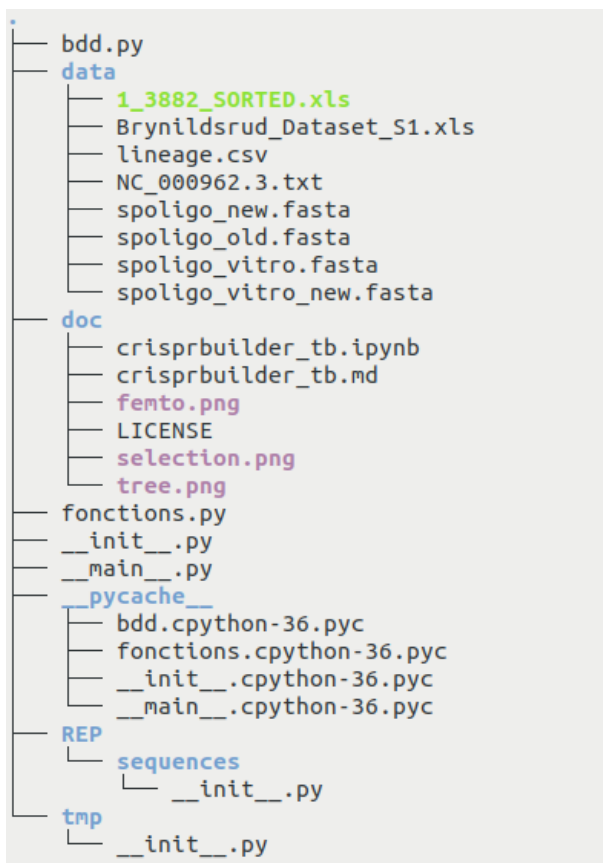 .
├── bdd.py
├── data
│   ├── 1_3882_SORTED.xls
│   ├── Brynildsrud_Dataset_S1.xls
│   ├── lineage.csv
│   ├── NC_000962.3.txt
│   ├── spoligo_new.fasta
│   ├── spoligo_old.fasta
│   ├── spoligo_vitro.fasta
│   └── spoligo_vitro_new.fasta
├── doc
│   ├── crisprbuilder_tb.ipynb
│   ├── crisprbuilder_tb.md
│   ├── femto.png
│   ├── LICENSE
│   ├── selection.png
│   └── tree.png
├── fonctions.py
├── __init__.py
├── __main__.py
├── __pycache__
│   ├── bdd.cpython-36.pyc
│   ├── fonctions.cpython-36.pyc
│   ├── __init__.cpython-36.pyc
│   └── __main__.cpython-36.pyc
├── REP
│   └── sequences
│       └── __init__.py
└── tmp
    └── __init__.py